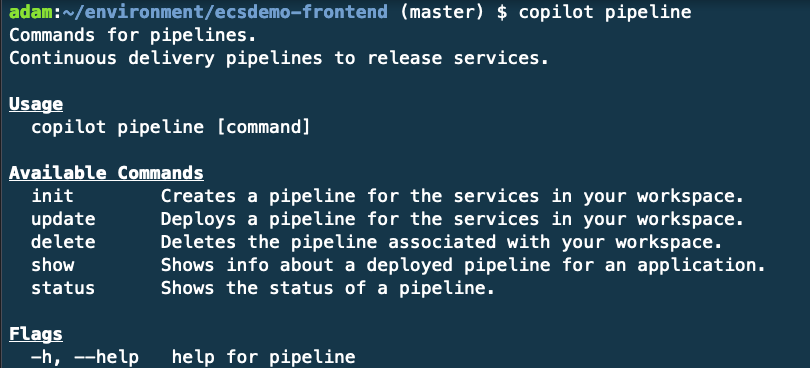 adam:~/environment/ecsdemo-frontend (master) $ copilot pipeline
Commands for pipelines.
Continuous delivery pipelines to release services.
Usage
copilot pipeline [command]
Available Commands
init Creates a pipeline for the services in your workspace.
update Deploys a pipeline for the services in your workspace.
delete Deletes the pipeline associated with your workspace.
show Shows info about a deployed pipeline for an application.
status Shows the status of a pipeline.
Flags
-h, --help help for pipeline